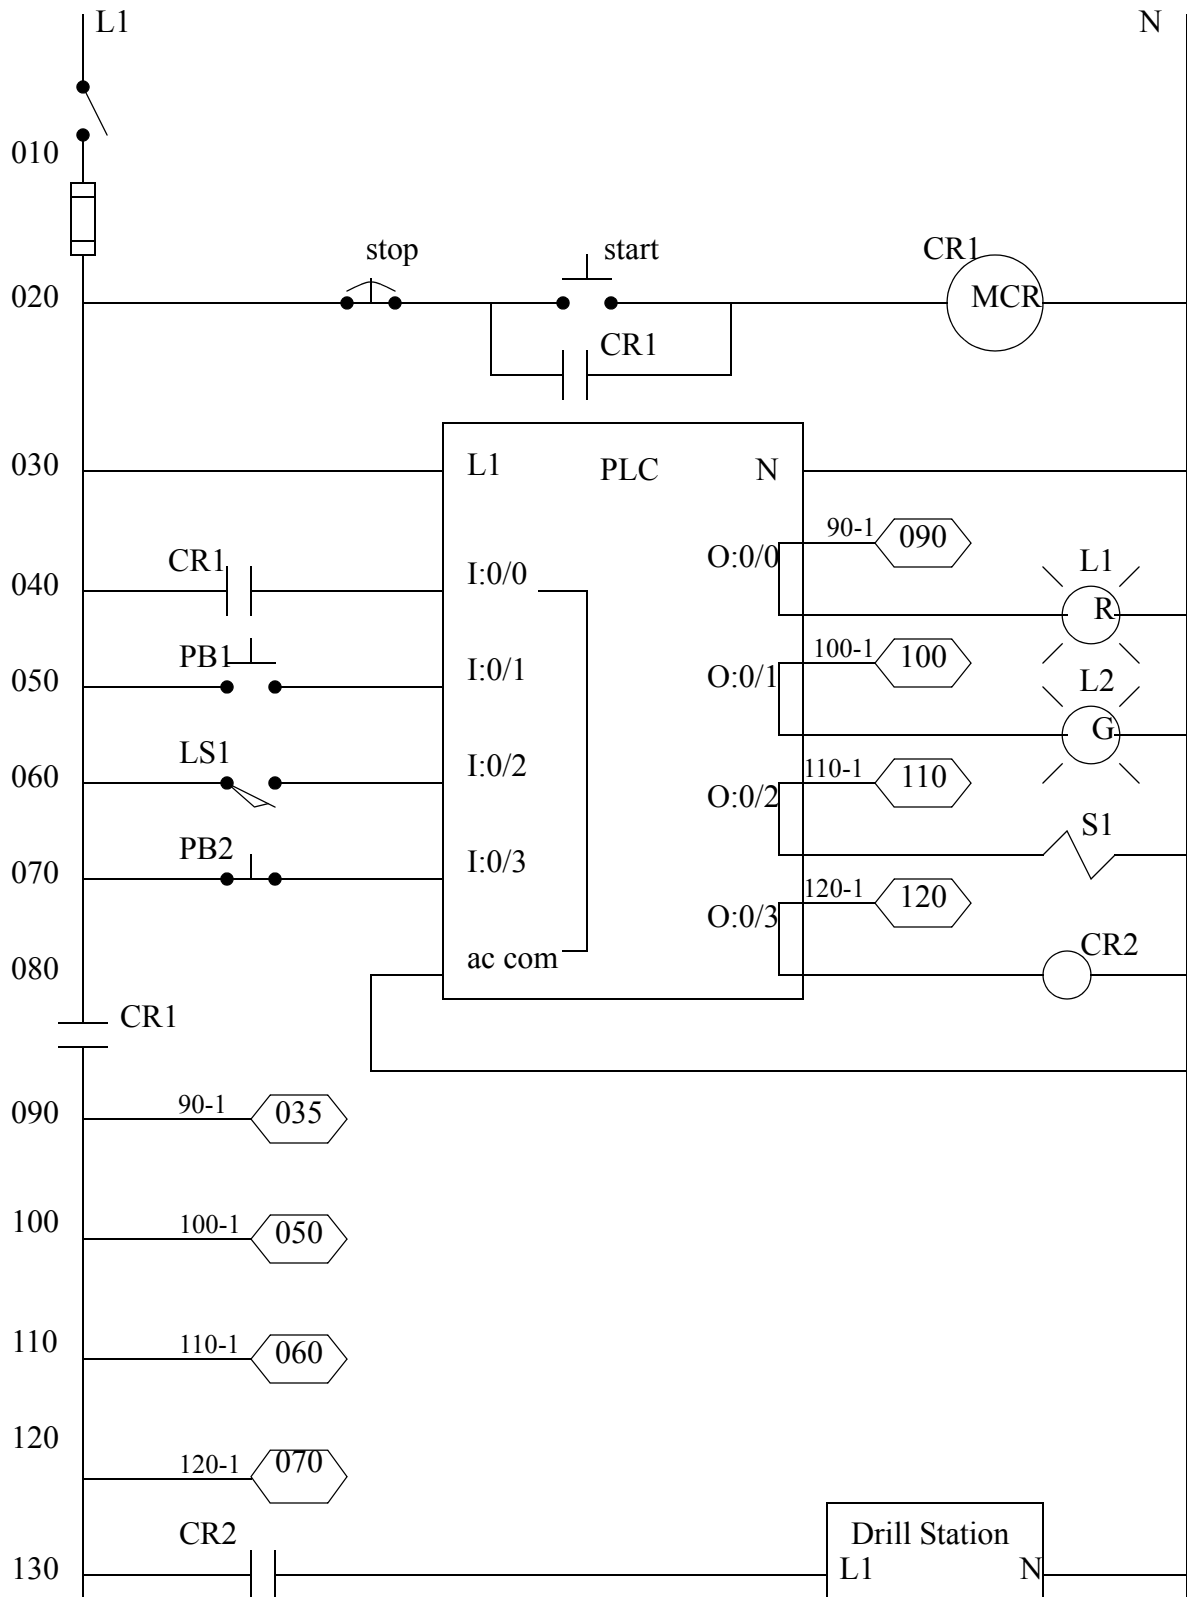 L1 N
010
stop start CR1
020 MCR
CR1
030 L1 PLC N
90-1 090
O:0/0
CR1 I:0/0 L1
040 R
100-1 100
PB1 I:0/1 O:0/1 L2
050 G
LS1 I:0/2 110-1 110
060 O:0/2
S1
PB2 I:0/3
070 120-1 120
O:0/3
080 ac com CR2
CR1
090 90-1 035
100 100-1 050
110 110-1 060
120
120-1 070
CR2 Drill Station
130 L1 N